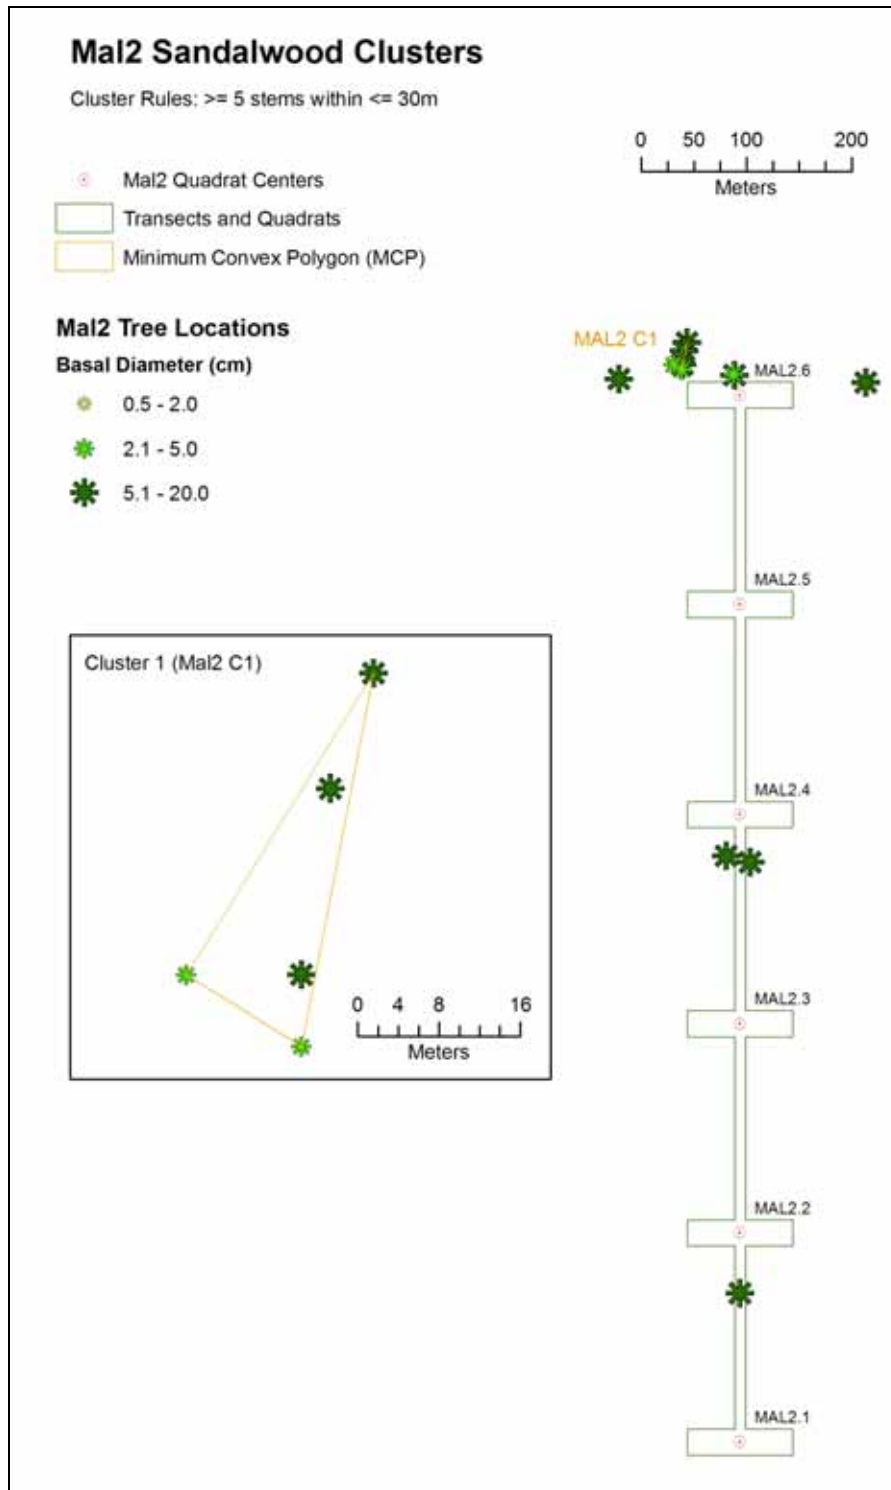 Mal2 Sandalwood Clusters
Cluster Rules: >= 5 stems within <= 30m
0 50 100 200
Meters
Mal2 Quadrat Centers
Transects and Quadrats
Minimum Convex Polygon (MCP)
Mal2 Tree Locations
Basal Diameter (cm)
0.5 - 2.0
2.1 - 5.0
5.1 - 20.0
MAL2 C1
MAL2.6
MAL2.5
Cluster 1 (Mal2 C1)
0 4 8 16
Meters
MAL2.4
MAL2.3
MAL2.2
MAL2.1